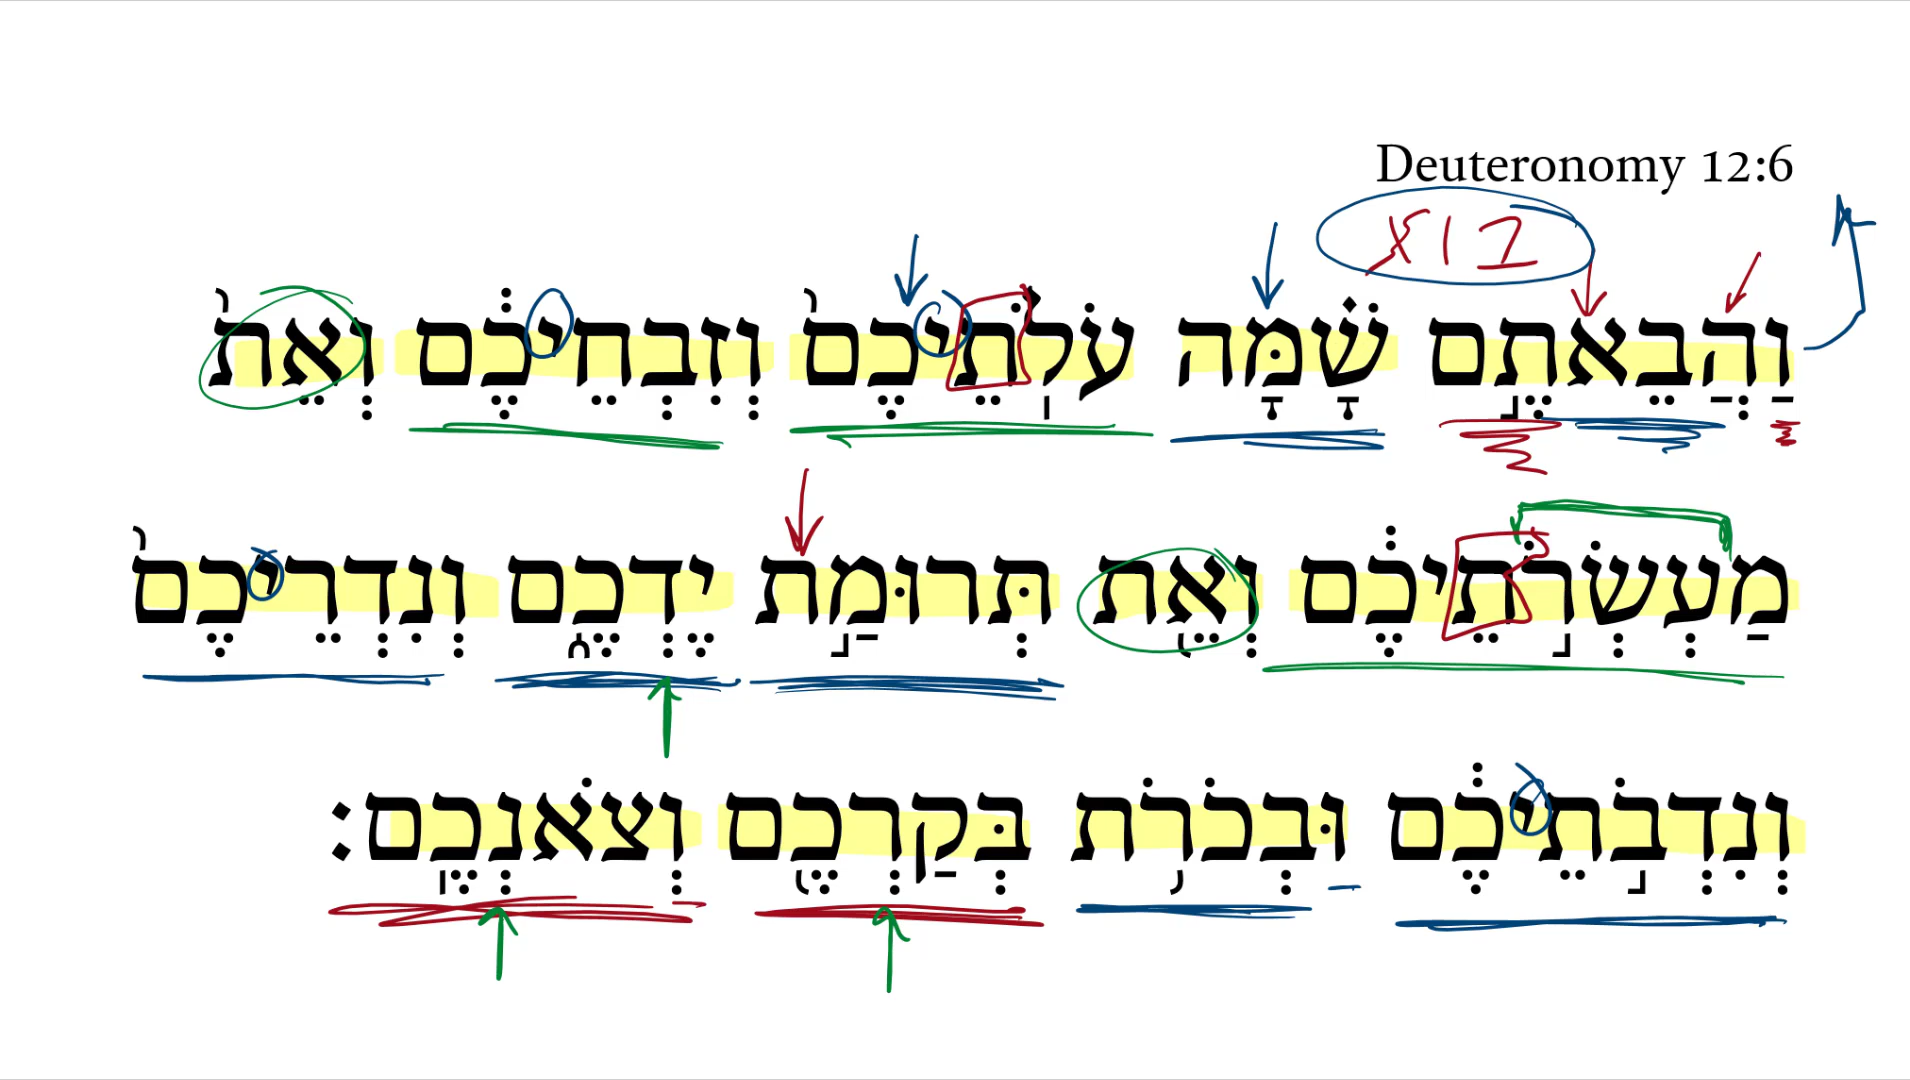 Deuteronomy 12:6
בוא
וַהֲבֵאתֶ֣ם שָׁ֗מָּה עֹלֹֽתֵיכֶם֙ וְזִבְחֵיכֶ֔ם וְאֵת֙
מַעְשְׂרֹ֣תֵיכֶ֔ם וְאֵ֖ת תְּרוּמַ֣ת יֶדְכֶ֑ם וְנִדְרֵיכֶם֙
וְנִדְבֹ֣תֵיכֶ֔ם וּבְכֹרֹ֥ת בְּקַרְכֶ֖ם וְצֹאנְכֶֽם׃